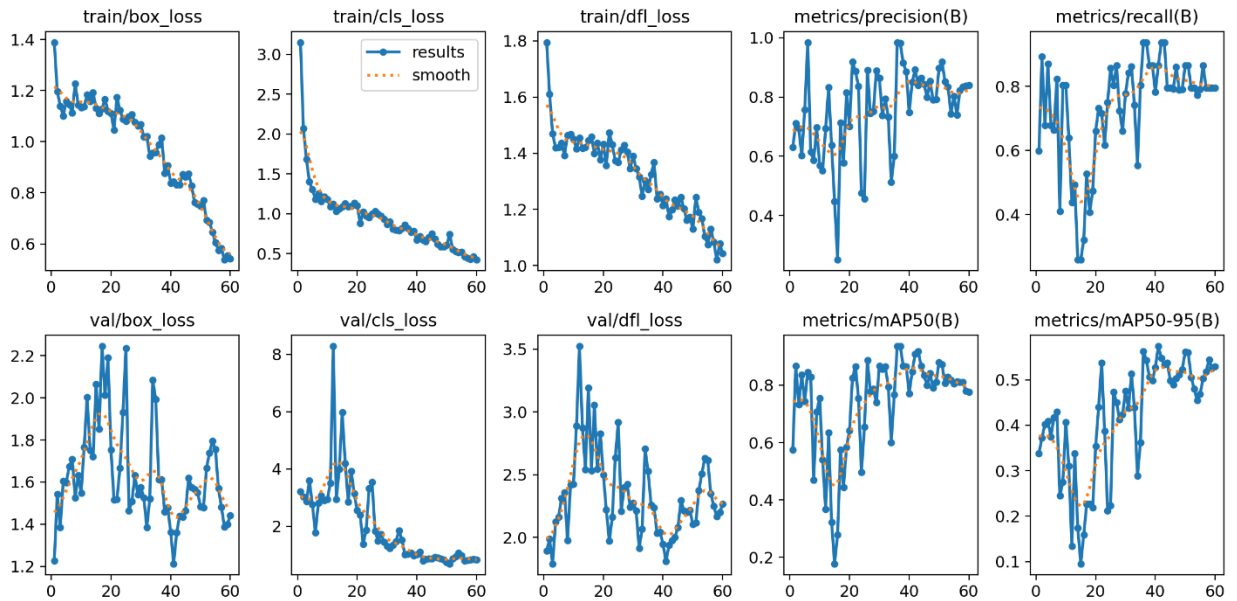 train/box_loss
train/cls_loss
train/dfl_loss
metrics/precision(B)
metrics/recall(B)
1.4
1.2
1.0
0.8
0.6
0 20 40 60
3.0
2.5
2.0
1.5
1.0
0.5
results
smooth
0 20 40 60
1.8
1.6
1.4
1.2
1.0
0 20 40 60
1.0
0.8
0.6
0.4
0 20 40 60
0.8
0.6
0.4
0 20 40 60
val/box_loss
val/cls_loss
val/dfl_loss
metrics/mAP50(B)
metrics/mAP50-95(B)
2.2
2.0
1.8
1.6
1.4
1.2
0 20 40 60
8
6
4
2
0 20 40 60
3.5
3.0
2.5
2.0
0 20 40 60
0.8
0.6
0.4
0.2
0 20 40 60
0.5
0.4
0.3
0.2
0.1
0 20 40 60